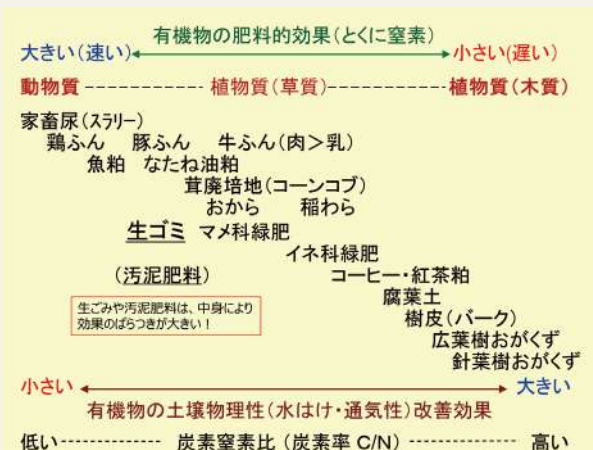 有機物の肥料的効果(とくに窒素)
大きい(速い) 小さい(遅い)
動物質 ----------- 植物質(草質)----------- 植物質(木質)
家畜尿(スラリー)
鶏ふん 豚ふん 牛ふん(肉>乳)
魚粕 なたね油粕
茸廃培地(コーンコブ)
おから 稲わら
生ゴミ マメ科緑肥
イネ科緑肥
(汚泥肥料) コーヒー・紅茶粕
腐葉土
生ごみや汚泥肥料は、中身により
効果のばらつきが大きい!
樹皮(バーク)
広葉樹おがくず
針葉樹おがくず
小さい 大きい
有機物の土壌物理性(水はけ・通気性)改善効果
低い------------- 炭素窒素比(炭素率 C/N) -------------- 高い